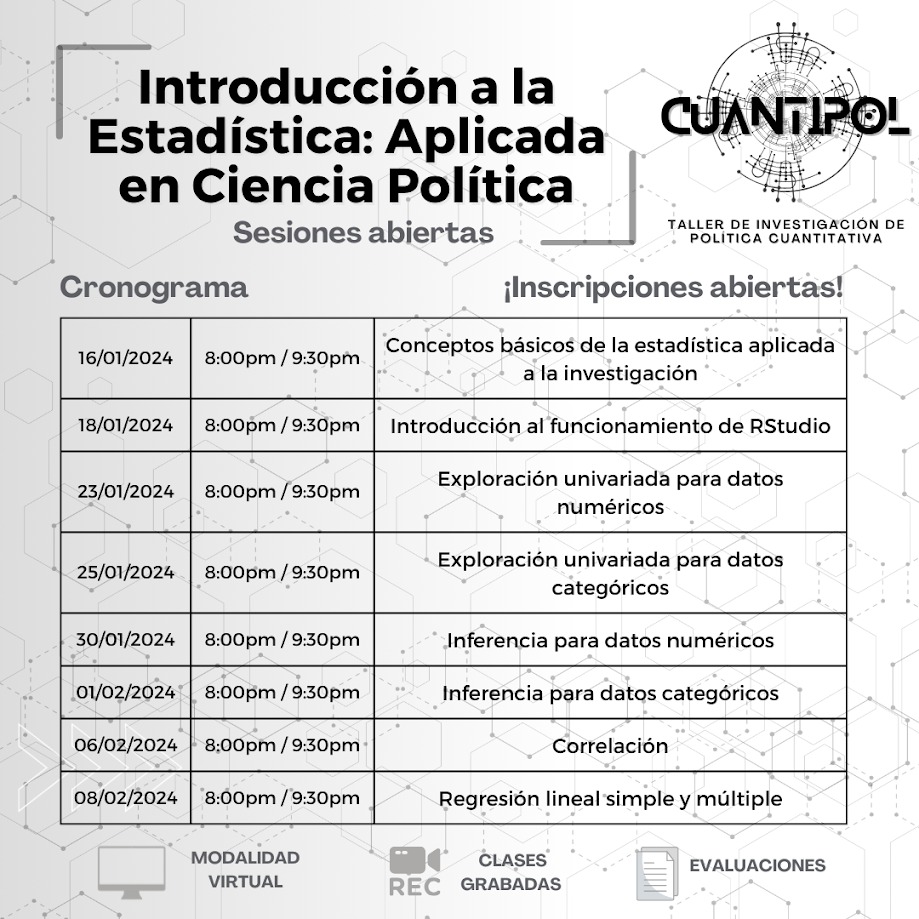 Introducción a la
Estadística: Aplicada
en Ciencia Política
Sesiones abiertas
CUANTIPOL
TALLER DE INVESTIGACIÓN DE
POLÍTICA CUANTITATIVA
Cronograma
¡Inscripciones abiertas!
16/01/2024 8:00pm / 9:30pm Conceptos básicos de la estadística aplicada
a la investigación
18/01/2024 8:00pm / 9:30pm Introducción al funcionamiento de RStudio
23/01/2024 8:00pm / 9:30pm Exploración univariada para datos
numéricos
25/01/2024 8:00pm / 9:30pm Exploración univariada para datos
categóricos
30/01/2024 8:00pm / 9:30pm Inferencia para datos numéricos
01/02/2024 8:00pm / 9:30pm Inferencia para datos categóricos
06/02/2024 8:00pm / 9:30pm Correlación
08/02/2024 8:00pm / 9:30pm Regresión lineal simple y múltiple
MODALIDAD
VIRTUAL
REC
CLASES
GRABADAS
EVALUACIONES